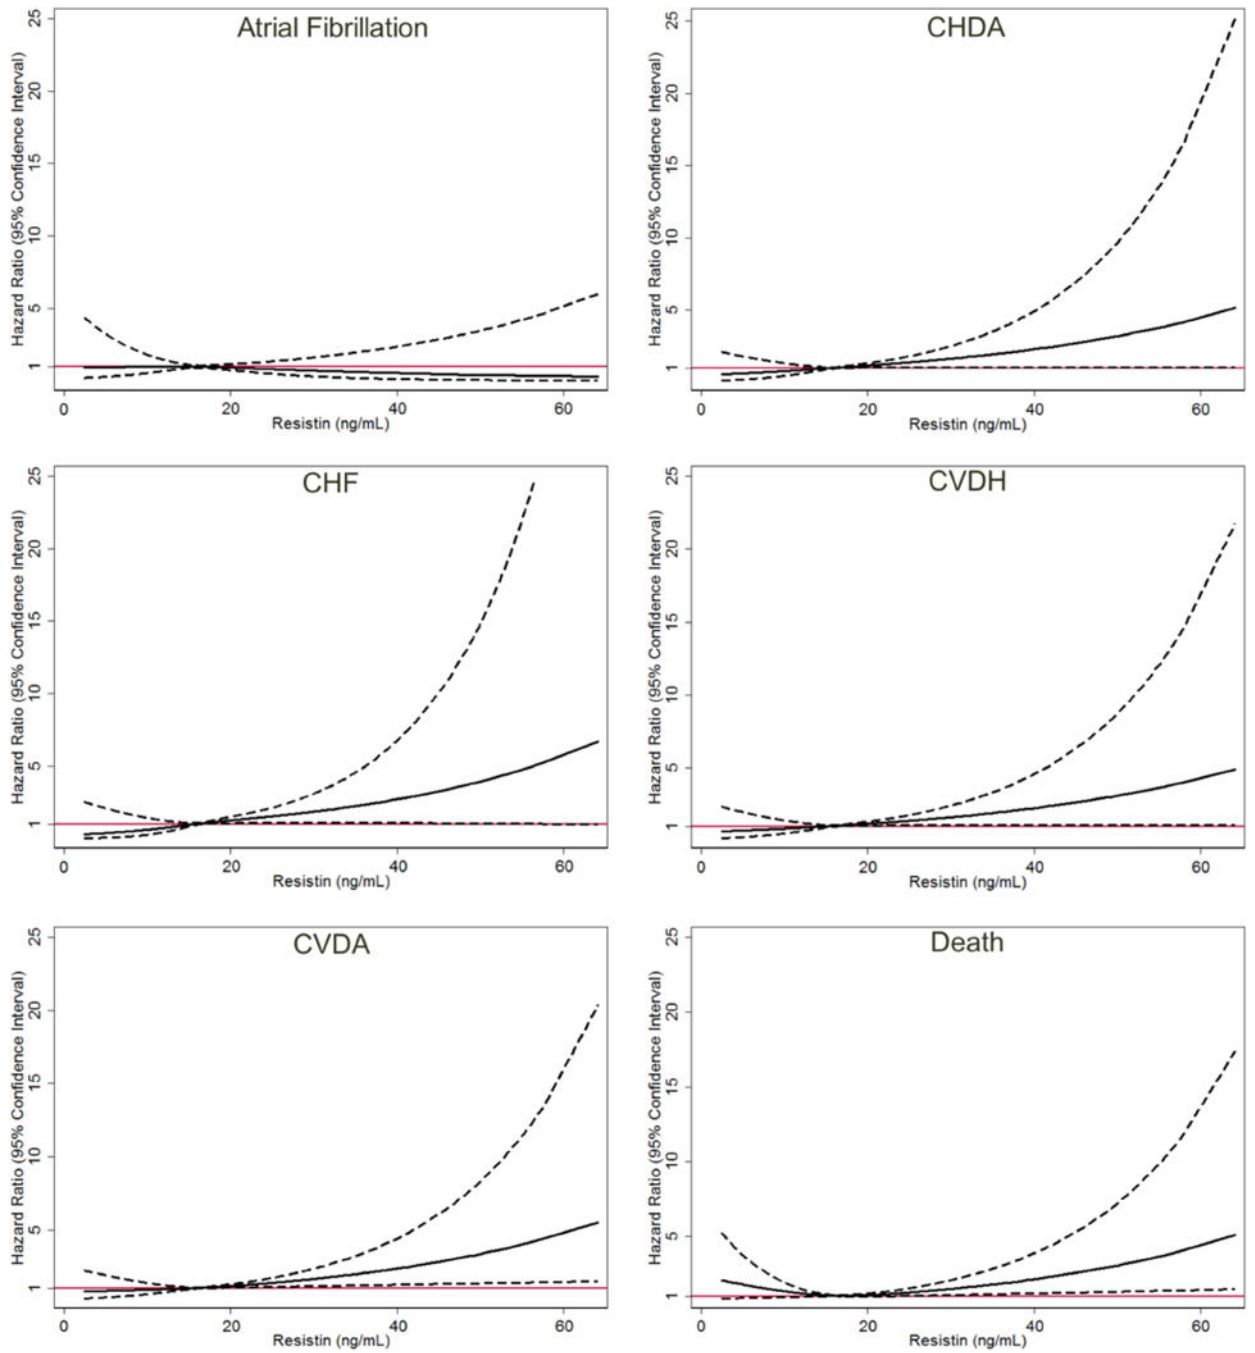 Atrial Fibrillation
Hazard Ratio (95% Confidence Interval)
25
20
15
10
5
1
0 20 40 60
Resistin (ng/mL)
CHDA
Hazard Ratio (95% Confidence Interval)
25
20
15
10
5
1
0 20 40 60
Resistin (ng/mL)
CHF
Hazard Ratio (95% Confidence Interval)
25
20
15
10
5
1
0 20 40 60
Resistin (ng/mL)
CVDH
Hazard Ratio (95% Confidence Interval)
25
20
15
10
5
1
0 20 40 60
Resistin (ng/mL)
CVDA
Hazard Ratio (95% Confidence Interval)
25
20
15
10
5
1
0 20 40 60
Resistin (ng/mL)
Death
Hazard Ratio (95% Confidence Interval)
25
20
15
10
5
1
0 20 40 60
Resistin (ng/mL)